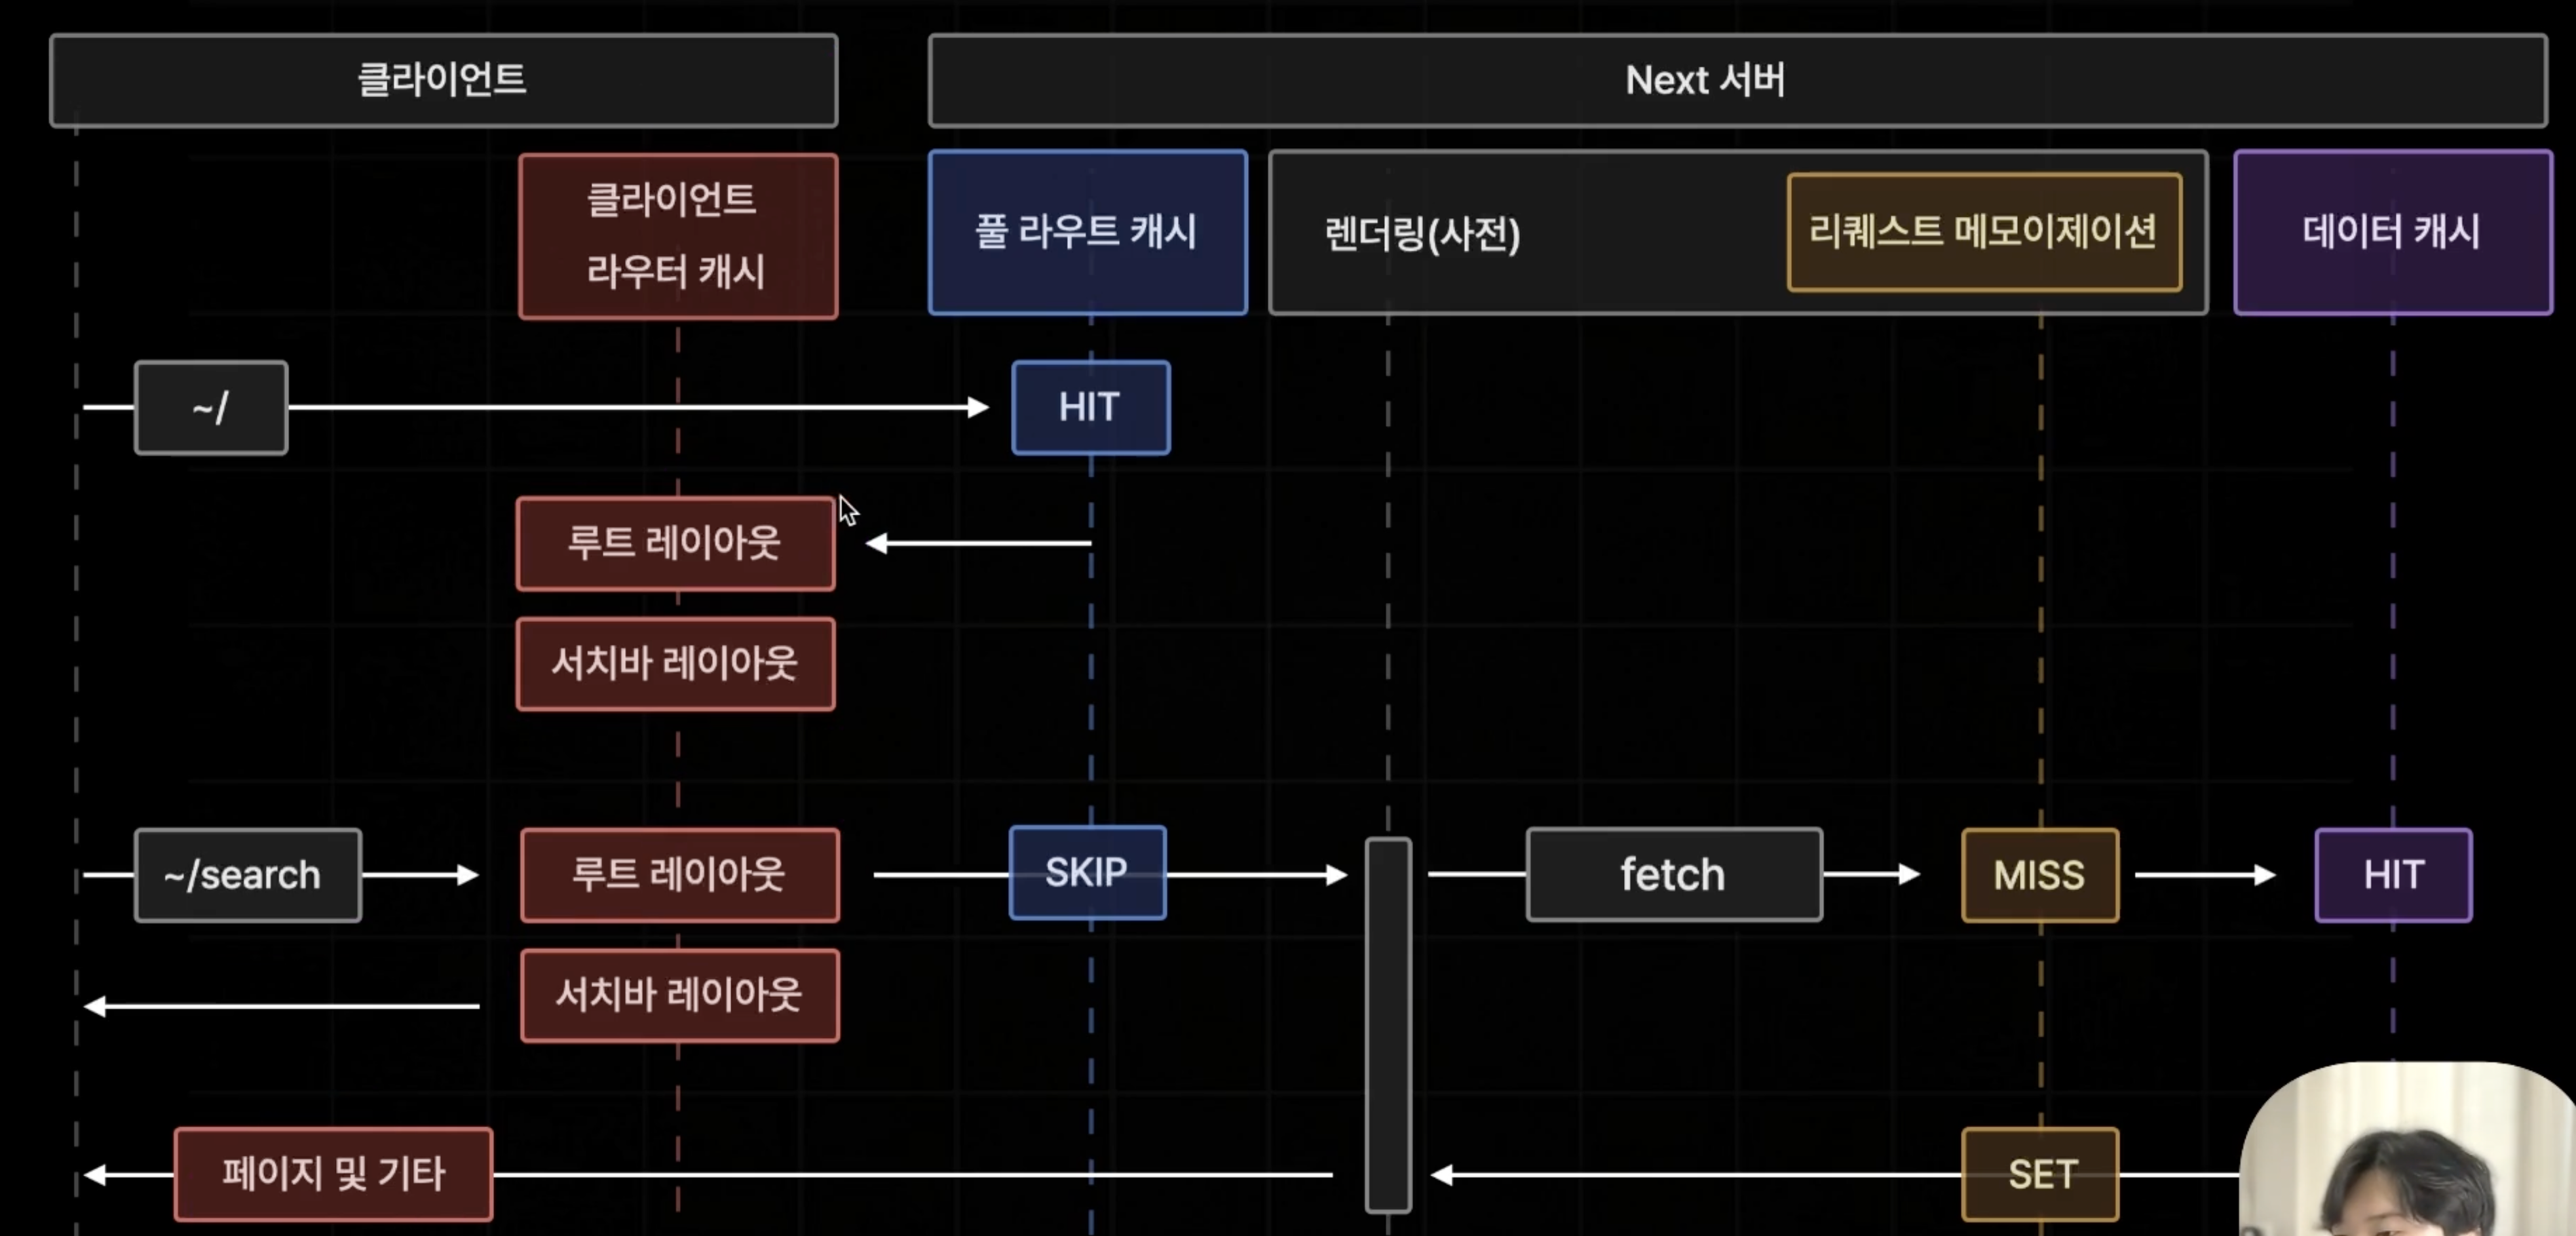 클라이언트
Next 서버
클라이언트
라우터 캐시
풀 라우트 캐시
렌더링(사전)
리퀘스트 메모이제이션
데이터 캐시
~/
HIT
루트 레이아웃
서치바 레이아웃
~/search
루트 레이아웃
SKIP
fetch
MISS
HIT
서치바 레이아웃
페이지 및 기타
SET